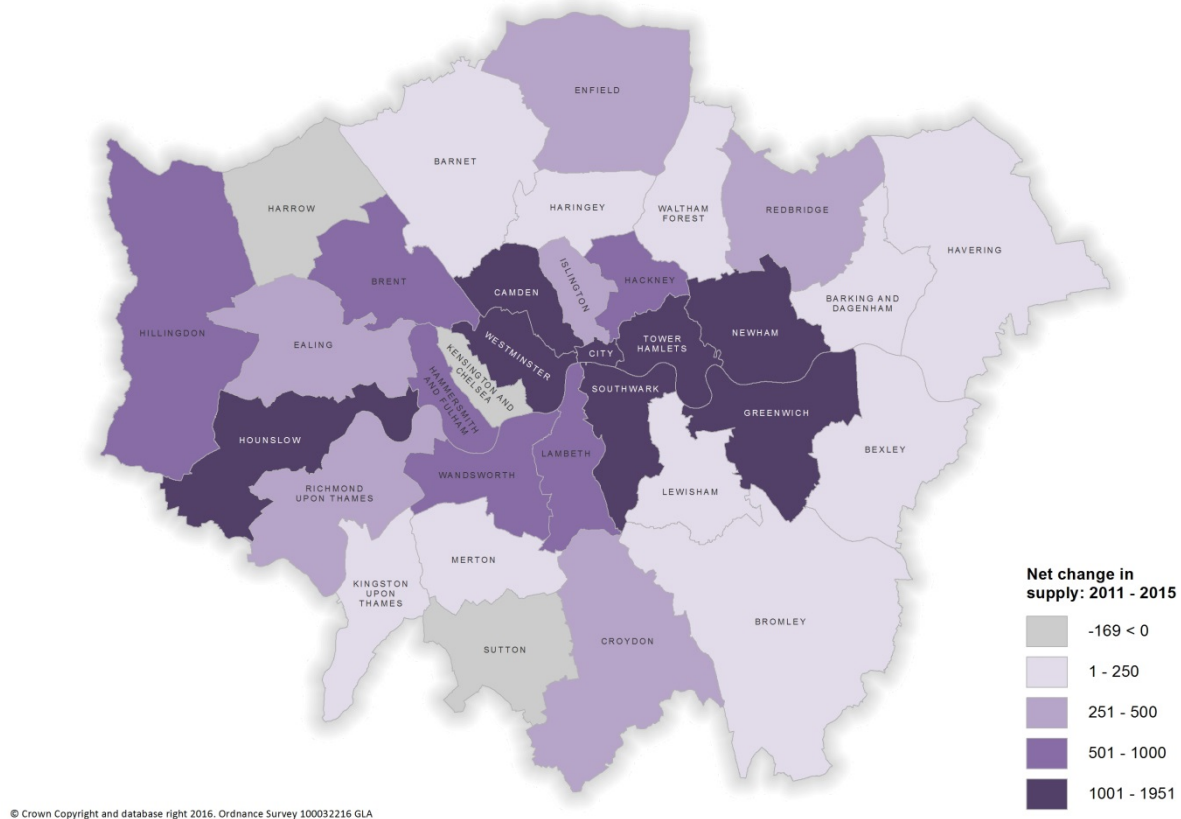 ENFIELD
BARNET
HARROW
HARINGEY
WALTHAM
FOREST
REDBRIDGE
HAVERING
BRENT
CAMDEN
ISLINGTON
HACKNEY
BARKING AND
DAGENHAM
HILLINGDON
EALING
WESTMINSTER
CITY
TOWER
HAMLETS
NEWHAM
KENSINGTON AND
CHELSEA
HAMMERSMITH
AND FULHAM
SOUTHWARK
GREENWICH
HOUNSLOW
LAMBETH
BEXLEY
WANDSWORTH
RICHMOND
UPON THAMES
LEWISHAM
MERTON
KINGSTON
UPON
THAMES
SUTTON
CROYDON
BROMLEY
Net change in
supply: 2011 - 2015
-169 < 0
1 - 250
251 - 500
501 - 1000
1001 - 1951
© Crown Copyright and database right 2016. Ordnance Survey 100032216 GLA